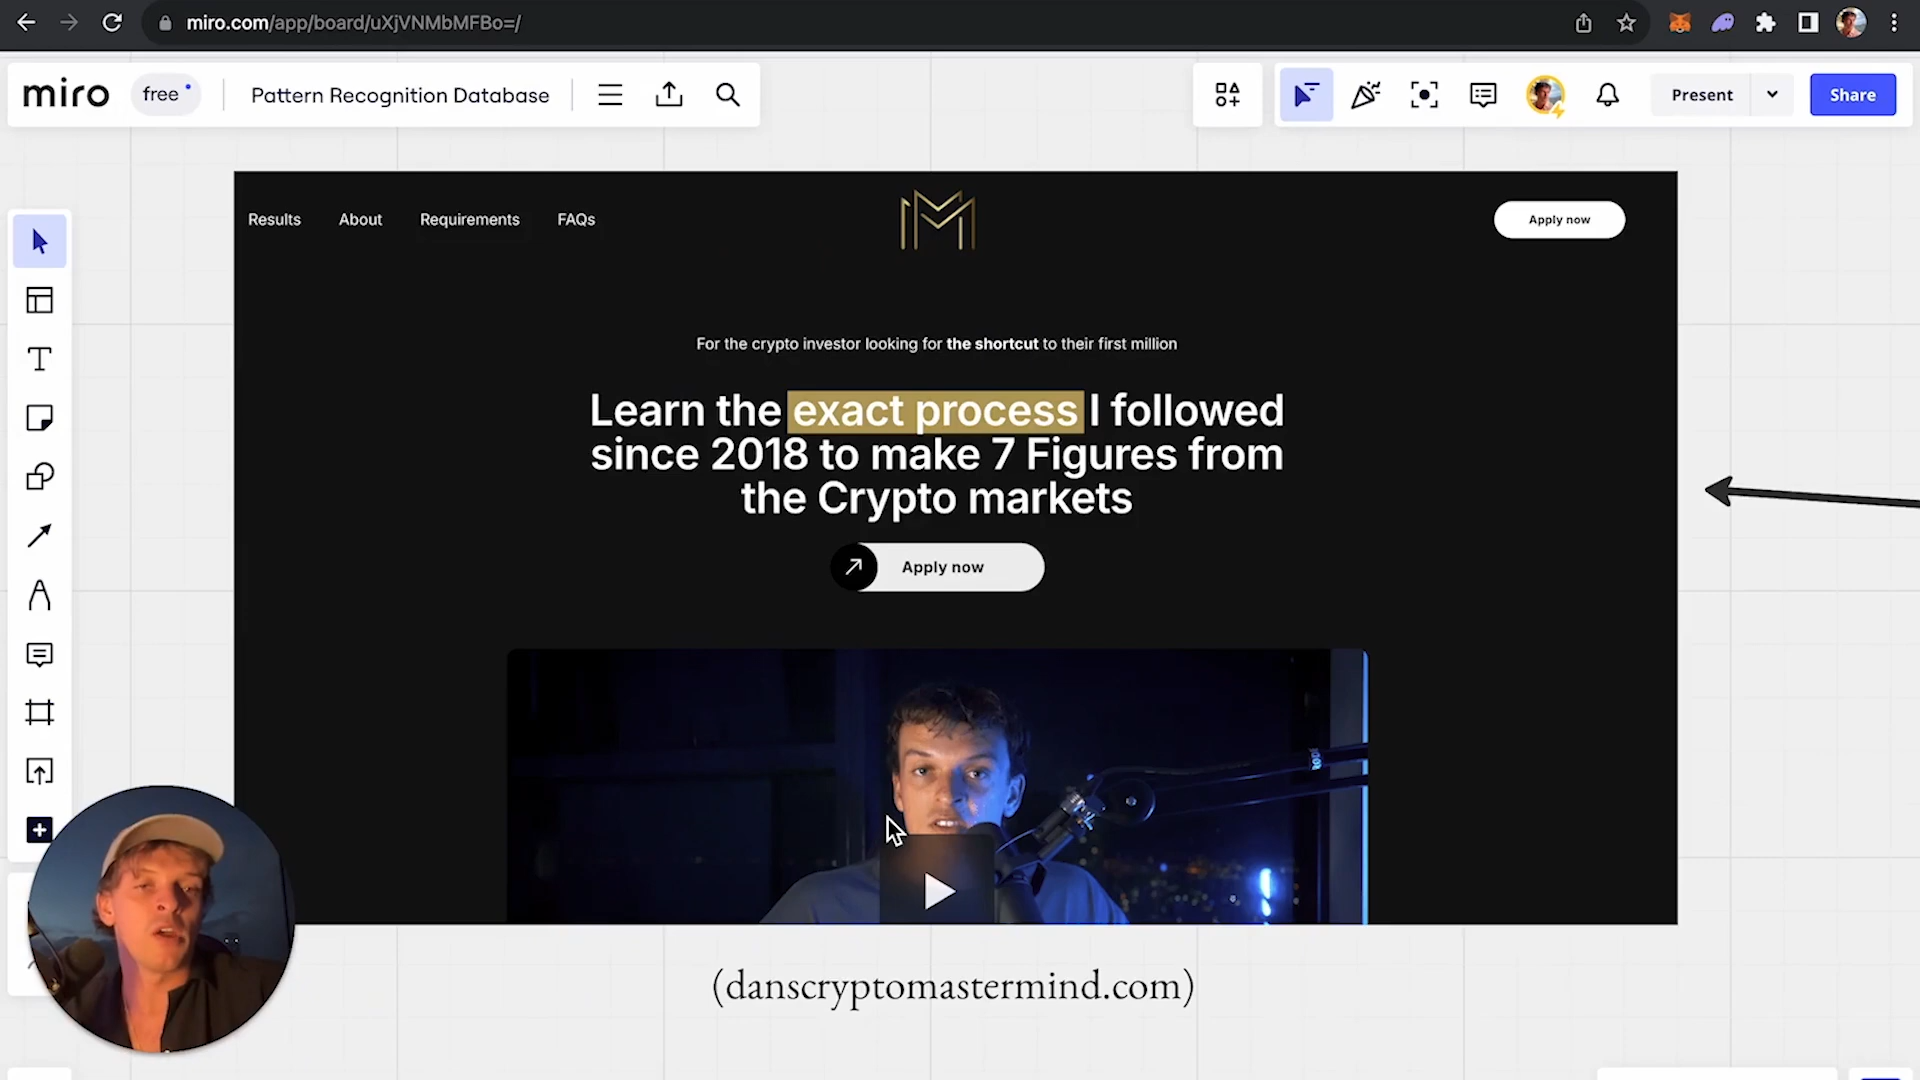 miro.com/app/board/uXjVNMbMFBo=/
miro
free
Pattern Recognition Database
Present
Share
Results
About
Requirements
FAQs
Apply now
For the crypto investor looking for the shortcut to their first million
Learn the exact process I followed
since 2018 to make 7 Figures from
the Crypto markets
Apply now
(danscryptomastermind.com)